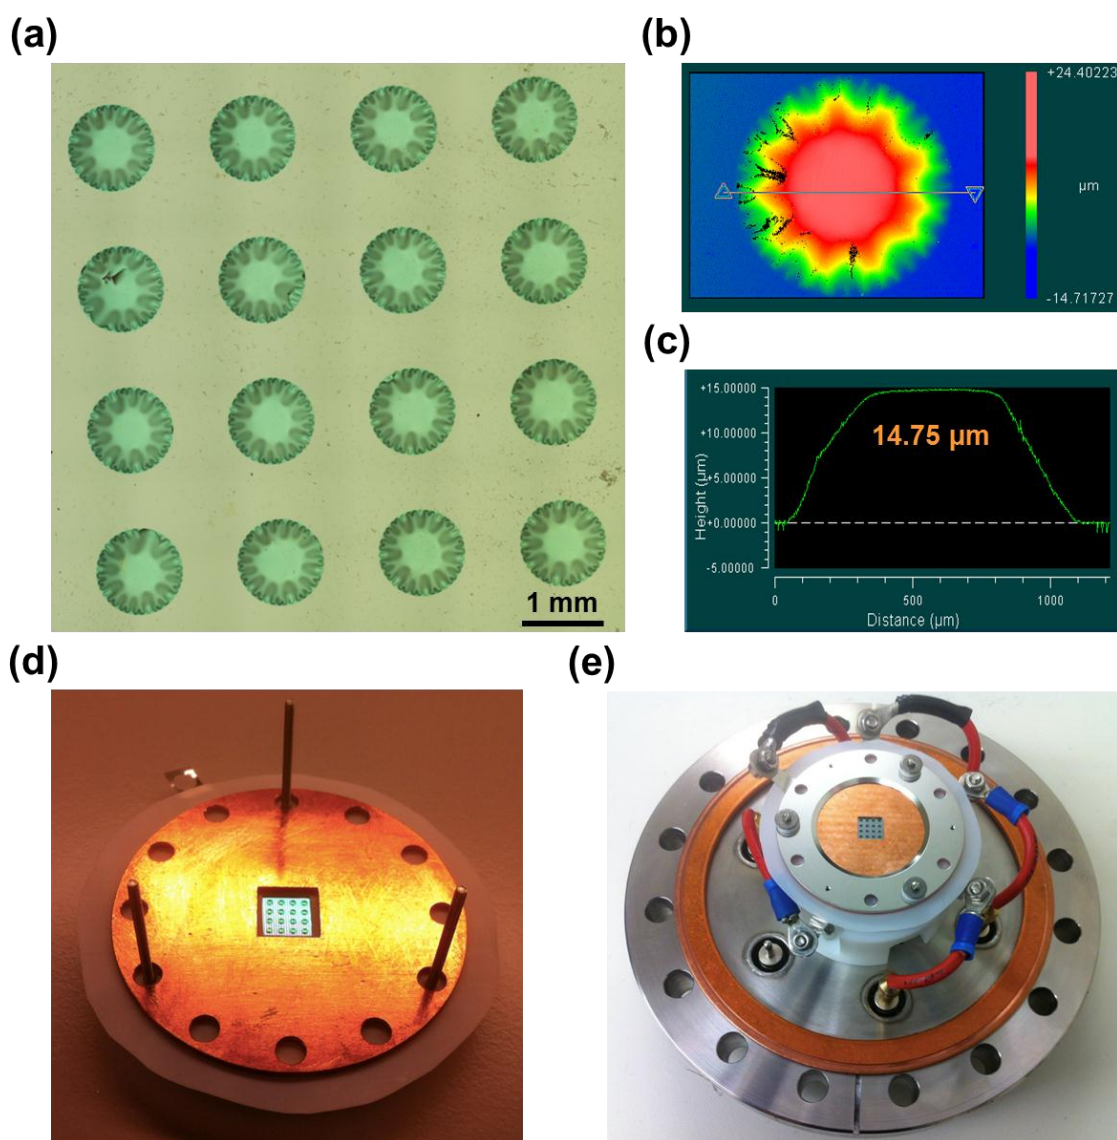 (a)
1 mm
(b)
+24.40223
µm
-14.71727
(c)
+15.00000
+10.00000
+5.00000
+0.00000
-5.00000
Height (µm)
14.75 µm
0
500
1000
Distance (µm)
(d)
(e)